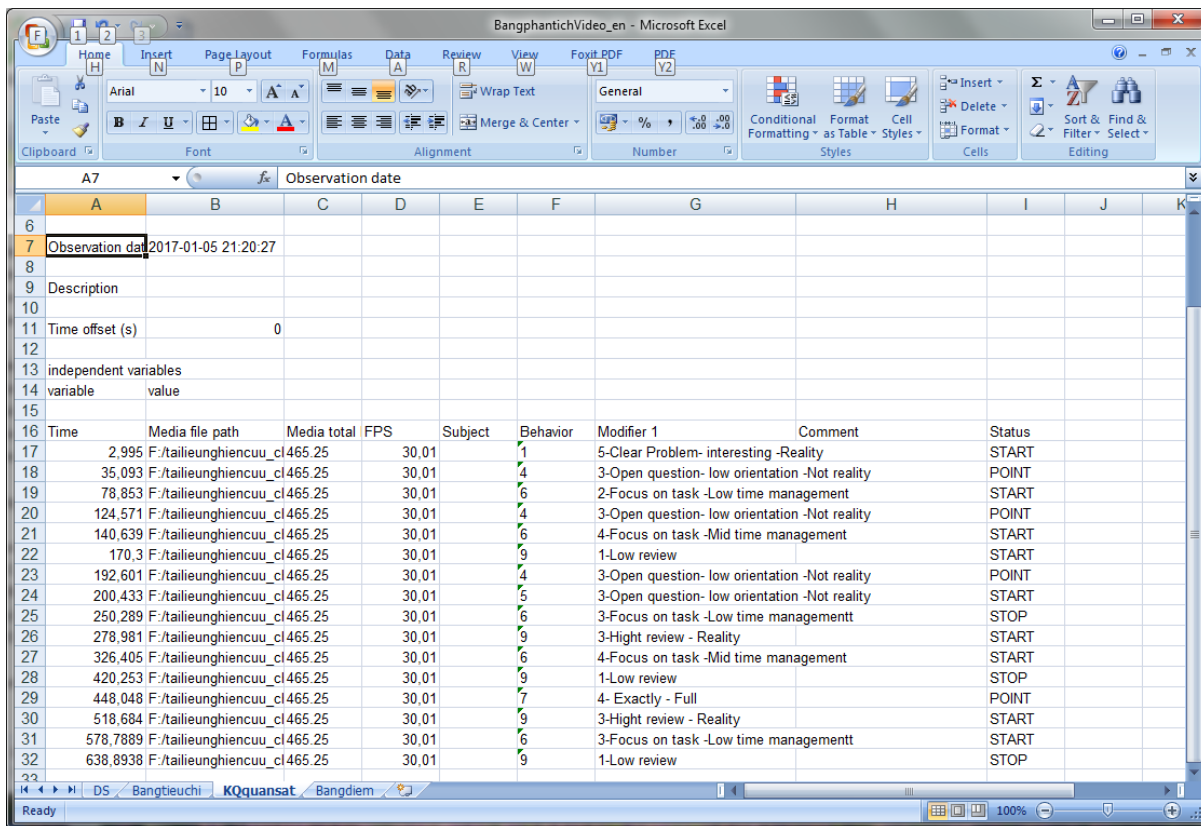 BangphantichVideo_en - Microsoft Excel
F 1 2 3
Home Insert Page Layout Formulas Data Review View Foxit PDF PDF
H N P M A R W Y1 Y2
Paste Arial 10 A A Wrap Text General Conditional Formatting Format as Table Cell Styles Insert Σ Sort & Filter Find & Select
B I U A Merge & Center % , .0 .00 .00 .0 Delete
Format
Clipboard Font Alignment Number Styles Cells Editing
A7 fx Observation date
A B C D E F G H I J K
6
7 Observation dat 2017-01-05 21:20:27
8
9 Description
10
11 Time offset (s) 0
12
13 independent variables
14 variable value
15
16 Time Media file path Media total FPS Subject Behavior Modifier 1 Comment Status
17 2,995 F:/tailieunghiencuu_cl 465.25 30,01 1 5-Clear Problem- interesting -Reality START
18 35,093 F:/tailieunghiencuu_cl 465.25 30,01 4 3-Open question- low orientation -Not reality POINT
19 78,853 F:/tailieunghiencuu_cl 465.25 30,01 6 2-Focus on task -Low time management START
20 124,571 F:/tailieunghiencuu_cl 465.25 30,01 4 3-Open question- low orientation -Not reality POINT
21 140,639 F:/tailieunghiencuu_cl 465.25 30,01 6 4-Focus on task -Mid time management START
22 170,3 F:/tailieunghiencuu_cl 465.25 30,01 9 1-Low review START
23 192,601 F:/tailieunghiencuu_cl 465.25 30,01 4 3-Open question- low orientation -Not reality POINT
24 200,433 F:/tailieunghiencuu_cl 465.25 30,01 5 3-Open question- low orientation -Not reality START
25 250,289 F:/tailieunghiencuu_cl 465.25 30,01 6 3-Focus on task -Low time managementt STOP
26 278,981 F:/tailieunghiencuu_cl 465.25 30,01 9 3-Hight review - Reality START
27 326,405 F:/tailieunghiencuu_cl 465.25 30,01 6 4-Focus on task -Mid time management START
28 420,253 F:/tailieunghiencuu_cl 465.25 30,01 9 1-Low review STOP
29 448,048 F:/tailieunghiencuu_cl 465.25 30,01 7 4- Exactly - Full POINT
30 518,684 F:/tailieunghiencuu_cl 465.25 30,01 9 3-Hight review - Reality START
31 578,7889 F:/tailieunghiencuu_cl 465.25 30,01 6 3-Focus on task -Low time managementt START
32 638,8938 F:/tailieunghiencuu_cl 465.25 30,01 9 1-Low review STOP
33
DS Bangtieuchi KQquansat Bangdiem
Ready 100%